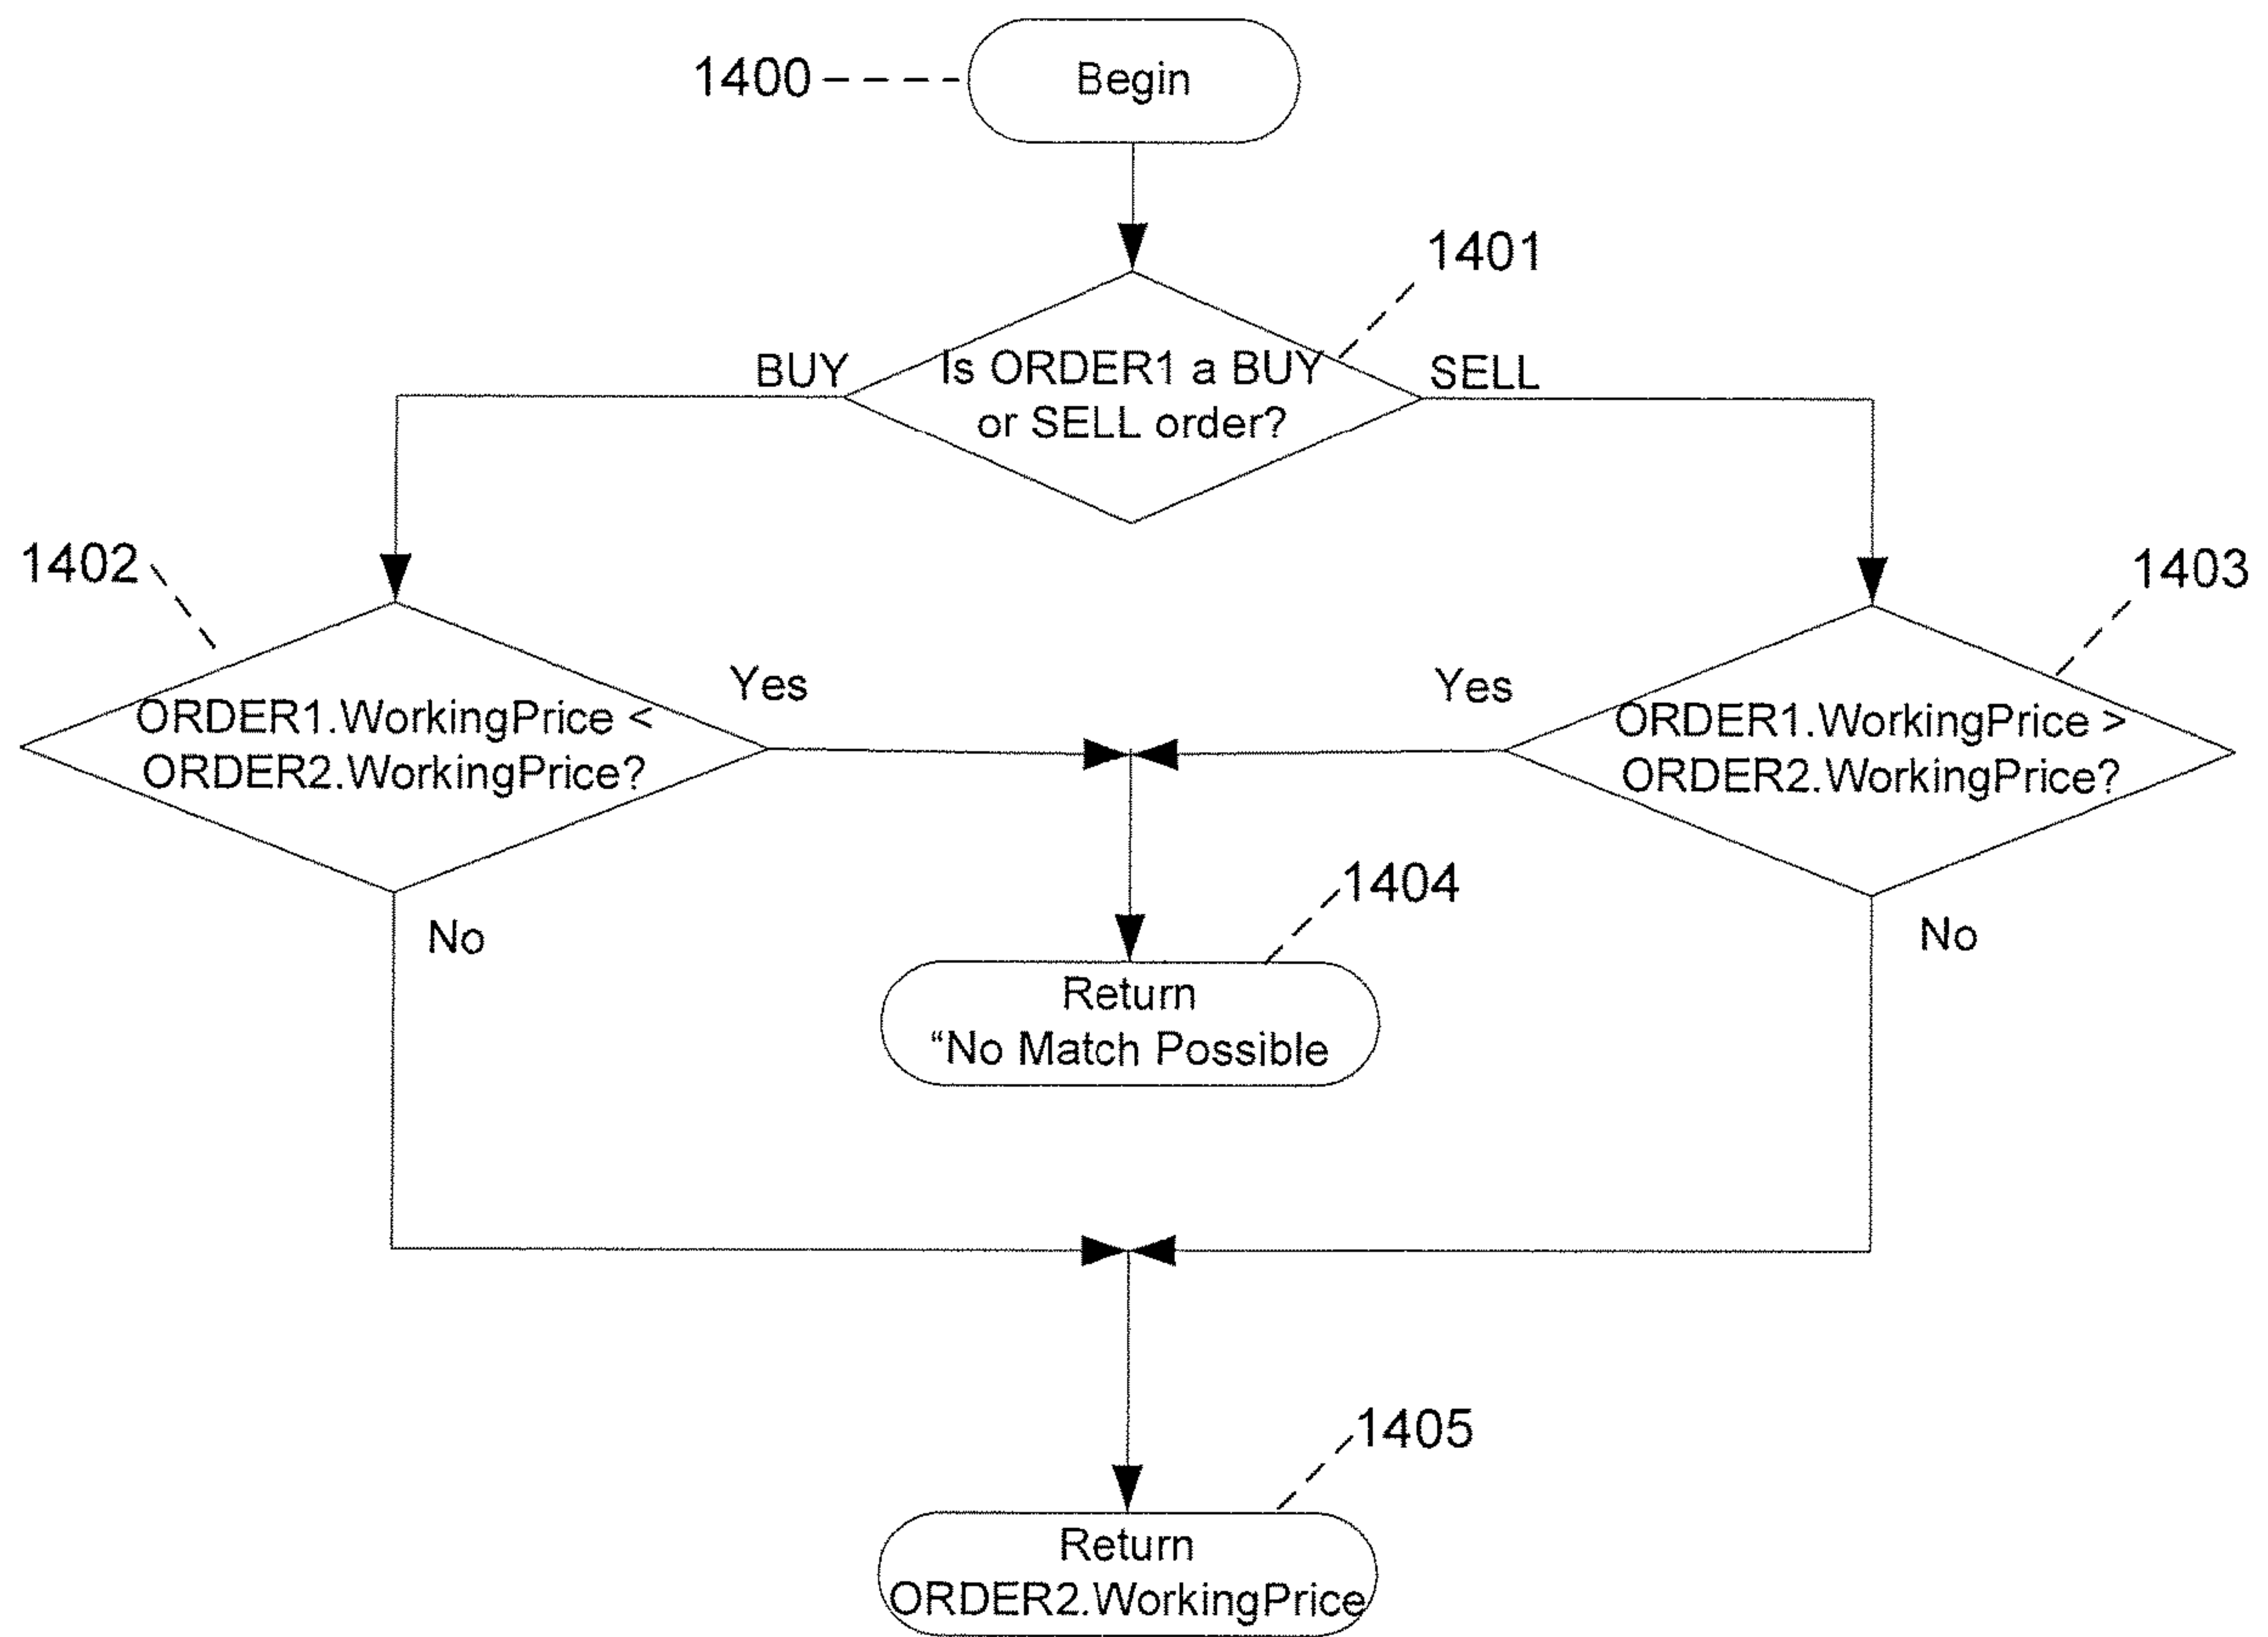 1400
Begin
1401
BUY
Is ORDER1 a BUY
or SELL order?
SELL
1402
1403
ORDER1.WorkingPrice <
ORDER2.WorkingPrice?
Yes
Yes
ORDER1.WorkingPrice >
ORDER2.WorkingPrice?
1404
No
No
Return
“No Match Possible
1405
Return
ORDER2.WorkingPrice